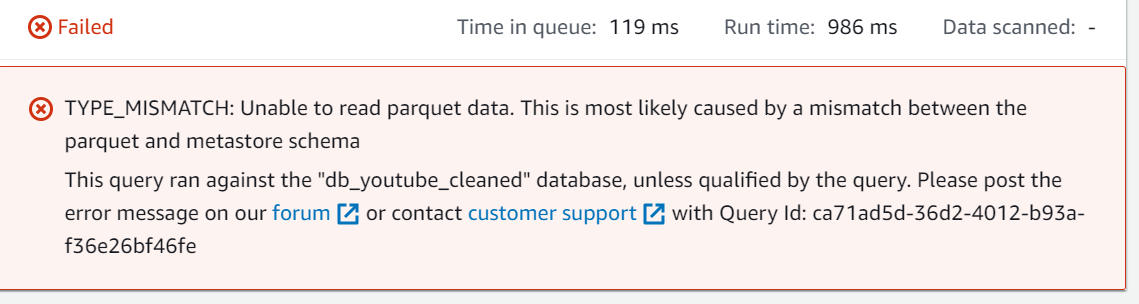 Failed Time in queue: 119 ms Run time: 986 ms Data scanned: -
TYPE_MISMATCH: Unable to read parquet data. This is most likely caused by a mismatch between the
parquet and metastore schema
This query ran against the "db_youtube_cleaned" database, unless qualified by the query. Please post the
error message on our forum or contact customer support with Query Id: ca71ad5d-36d2-4012-b93a-
f36e26bf46fe